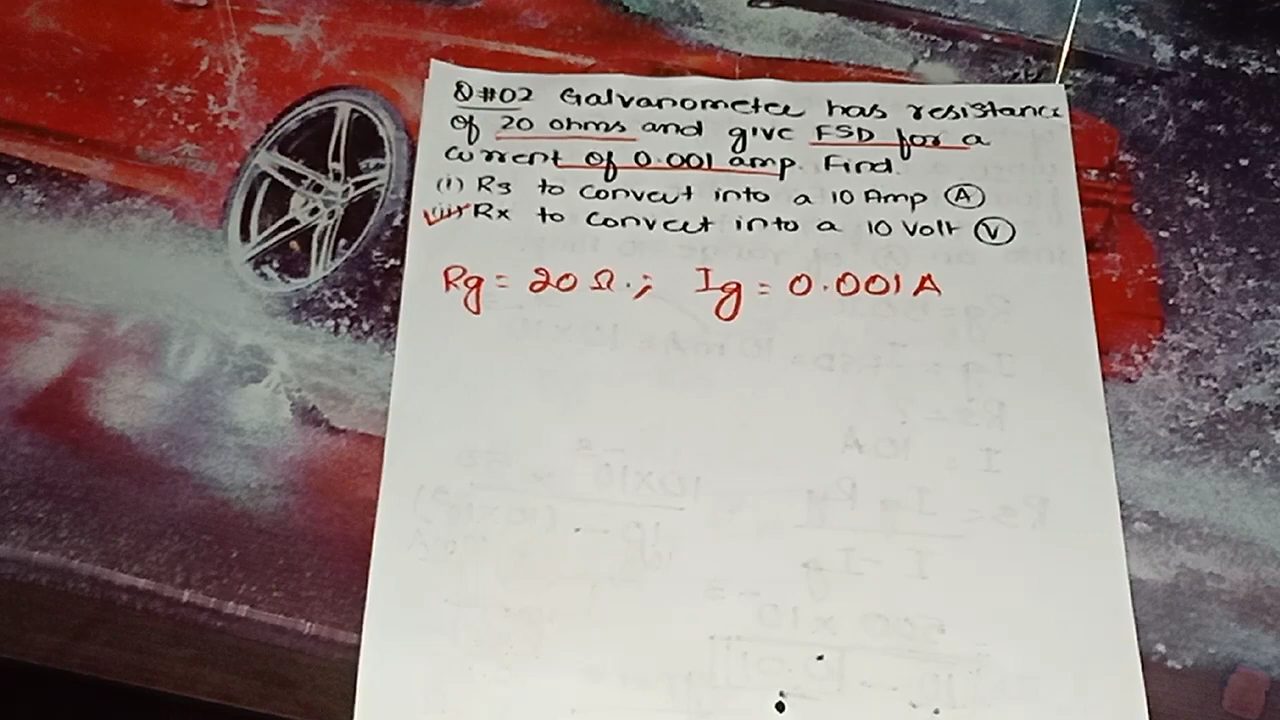 Q#02 Galvanometer has resistance
of 20 ohms and give FSD for a
current of 0.001 amp. Find.
(i) Rs to convert into a 10 Amp (A)
(ii) Rx to convert into a 10 Volt (V)
Rg = 20 Ω.; Ig = 0.001 A